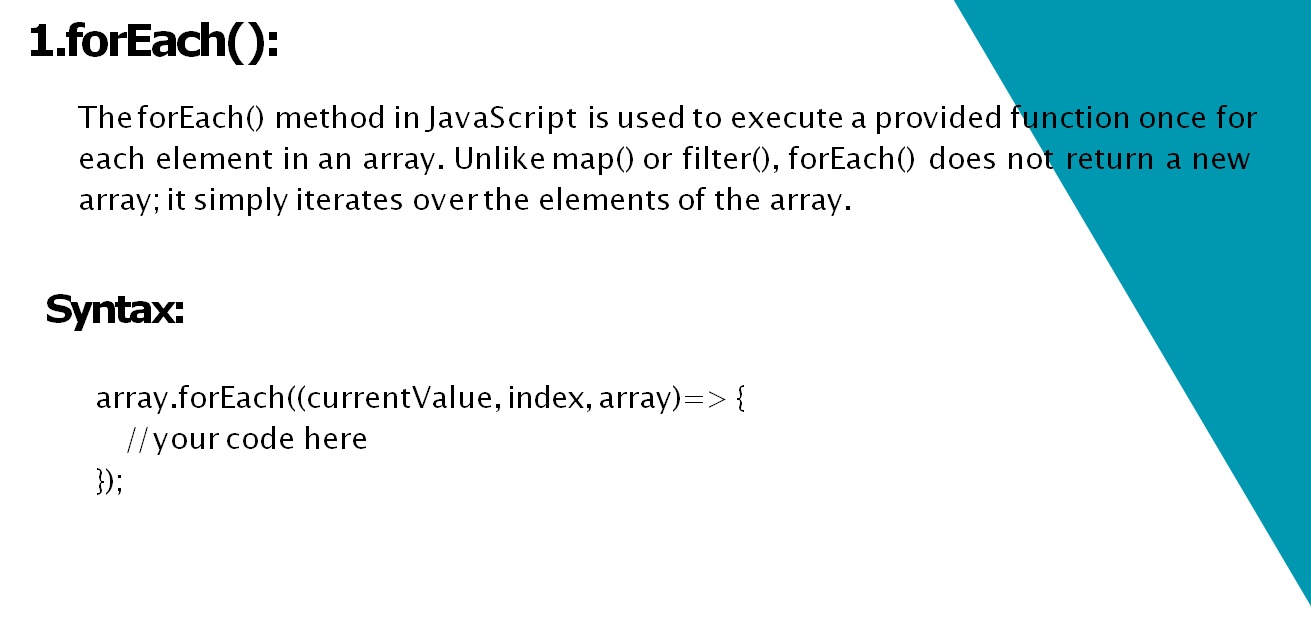 1.forEach():
The forEach() method in JavaScript is used to execute a provided function once for
each element in an array. Unlike map() or filter(), forEach() does not return a new
array; it simply iterates over the elements of the array.
Syntax:
array.forEach((currentValue, index, array)=> {
//your code here
});